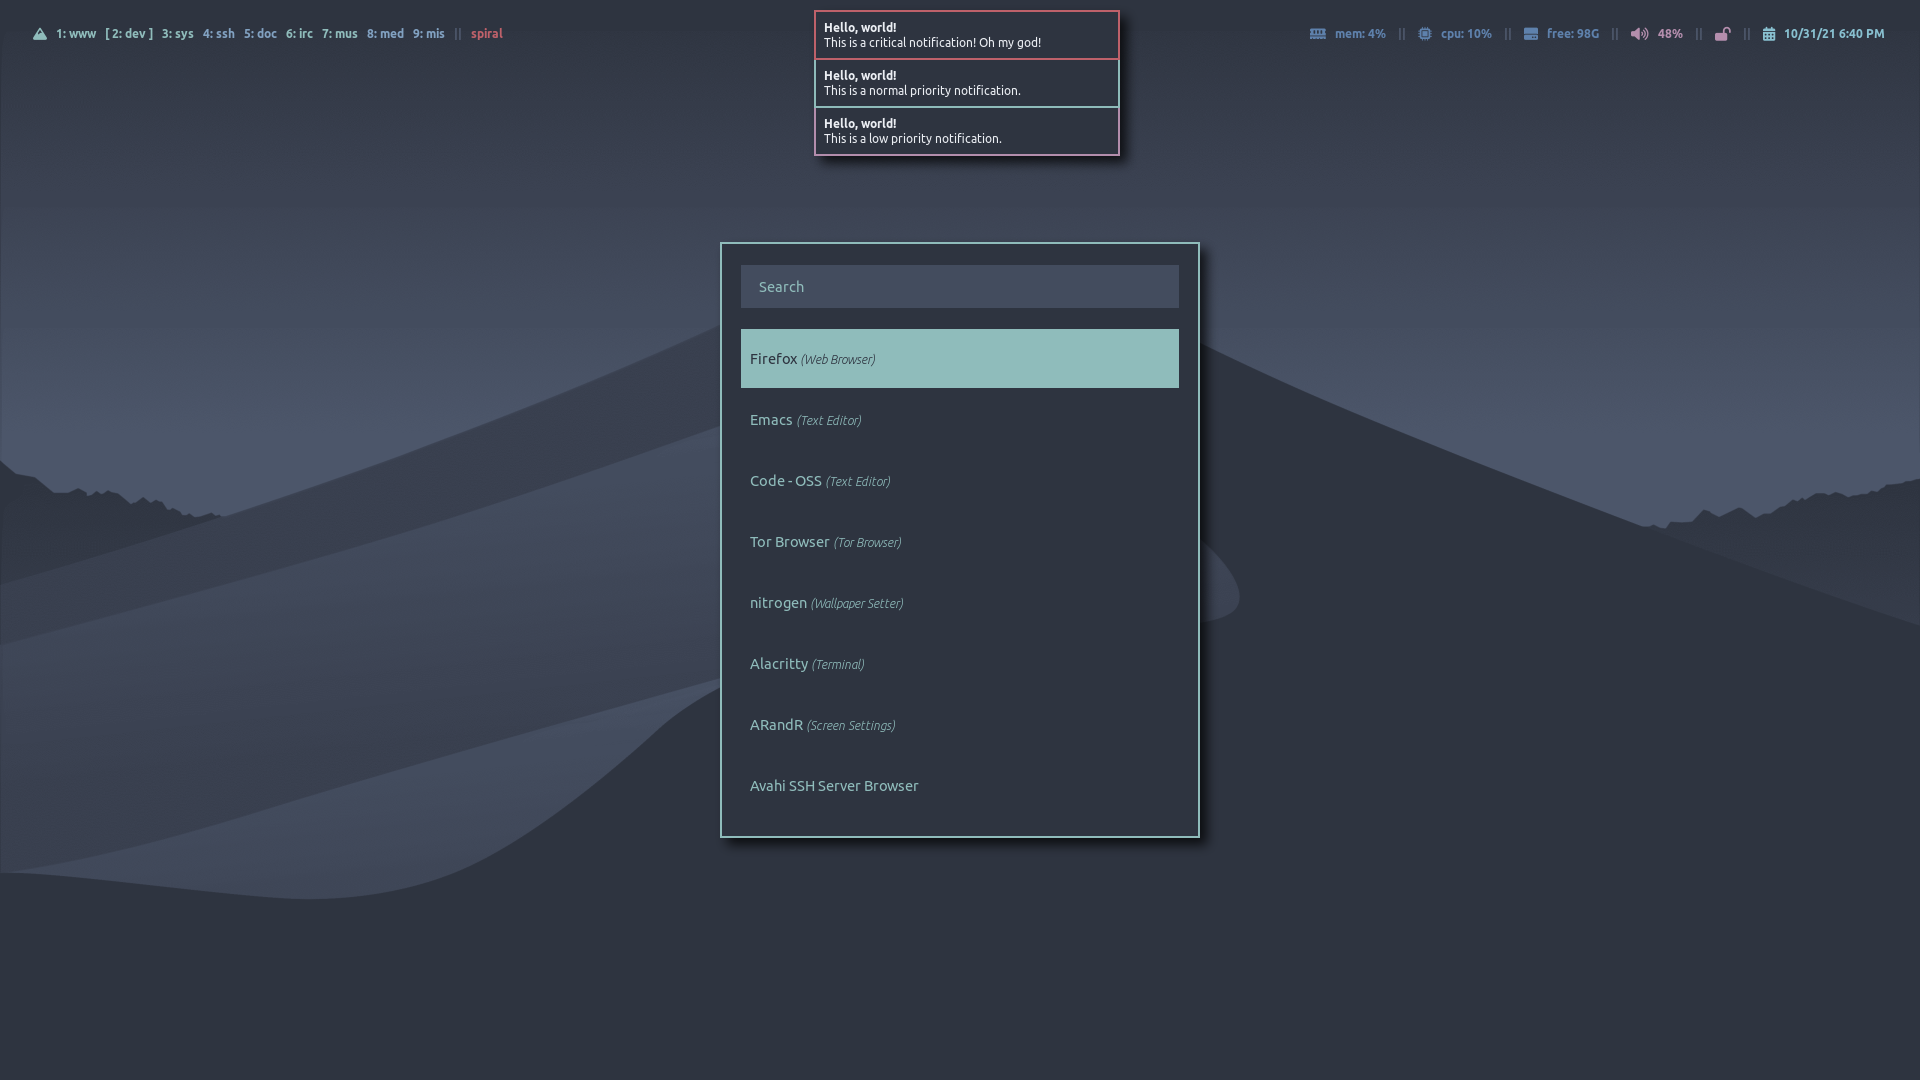 1: www [ 2: dev ] 3: sys 4: ssh 5: doc 6: irc 7: mus 8: med 9: mis || spiral
mem: 4% || cpu: 10% || free: 98G || 48% || || 10/31/21 6:40 PM
Hello, world!
This is a critical notification! Oh my god!
Hello, world!
This is a normal priority notification.
Hello, world!
This is a low priority notification.
Search
Firefox (Web Browser)
Emacs (Text Editor)
Code - OSS (Text Editor)
Tor Browser (Tor Browser)
nitrogen (Wallpaper Setter)
Alacritty (Terminal)
ARandR (Screen Settings)
Avahi SSH Server Browser